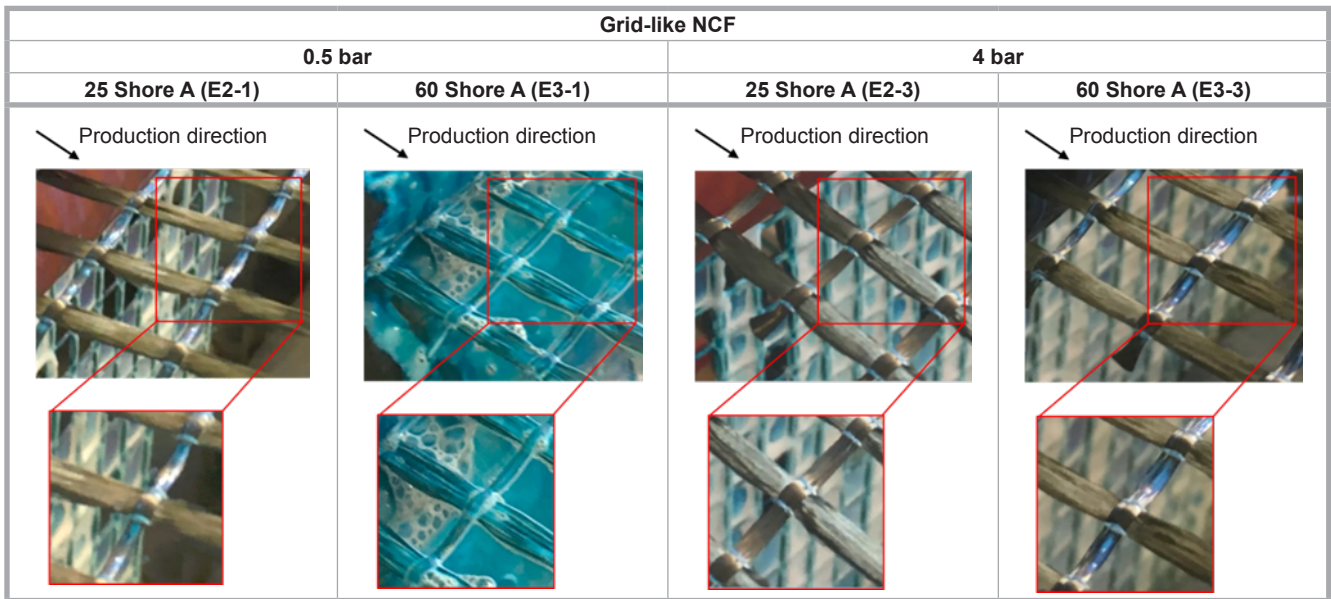 Grid-like NCF
0.5 bar
4 bar
25 Shore A (E2-1)
60 Shore A (E3-1)
25 Shore A (E2-3)
60 Shore A (E3-3)
Production direction
Production direction
Production direction
Production direction